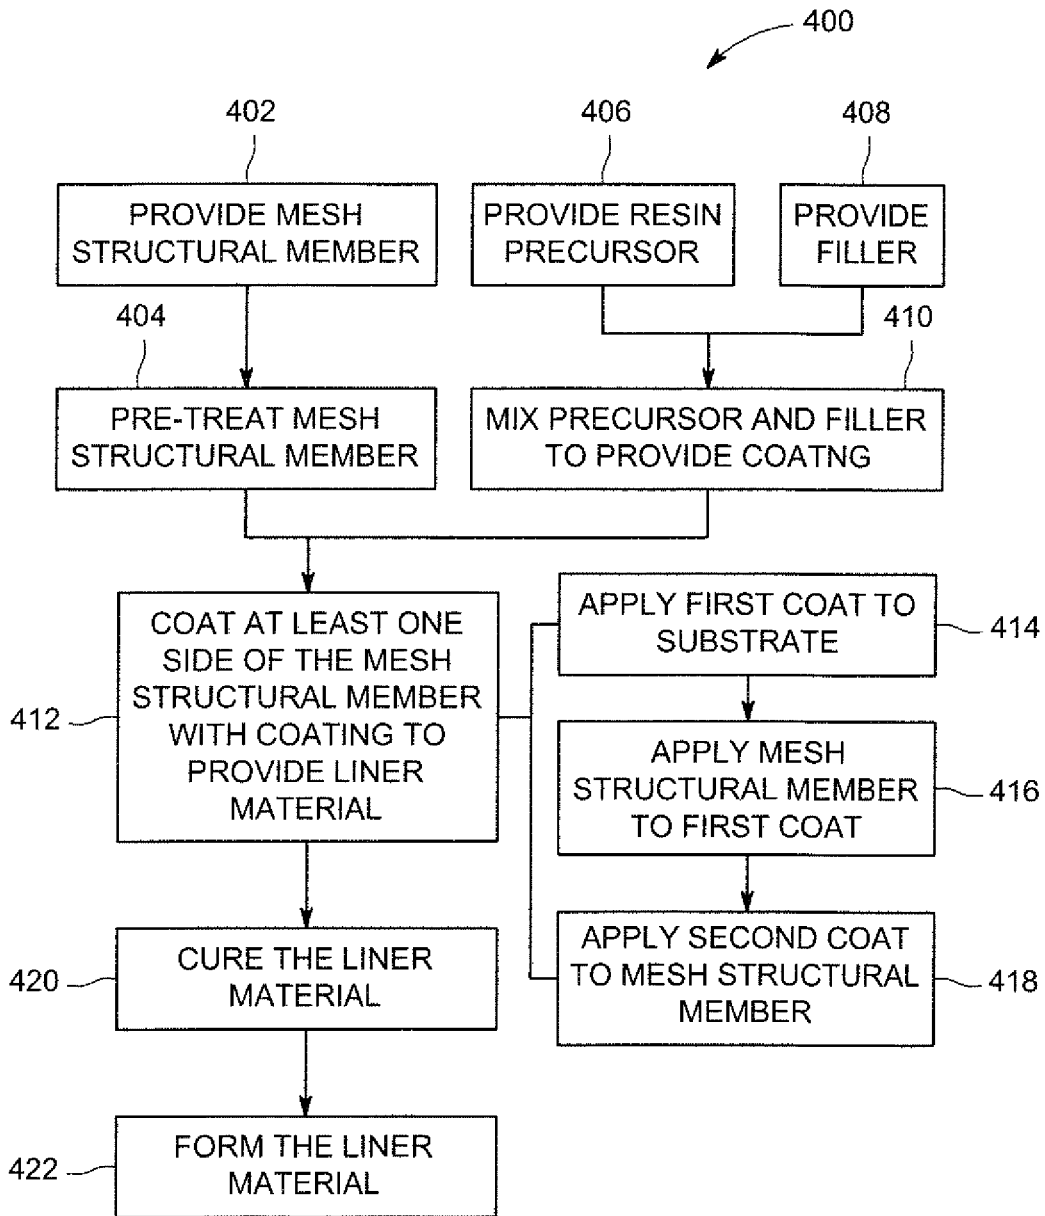 400
402
406
408
PROVIDE MESH
STRUCTURAL MEMBER
PROVIDE RESIN
PRECURSOR
PROVIDE
FILLER
404
410
PRE-TREAT MESH
STRUCTURAL MEMBER
MIX PRECURSOR AND FILLER
TO PROVIDE COATNG
412
COAT AT LEAST ONE
SIDE OF THE MESH
STRUCTURAL MEMBER
WITH COATING TO
PROVIDE LINER
MATERIAL
APPLY FIRST COAT TO
SUBSTRATE
414
APPLY MESH
STRUCTURAL MEMBER
TO FIRST COAT
416
APPLY SECOND COAT
TO MESH STRUCTURAL
MEMBER
418
420
CURE THE LINER
MATERIAL
422
FORM THE LINER
MATERIAL